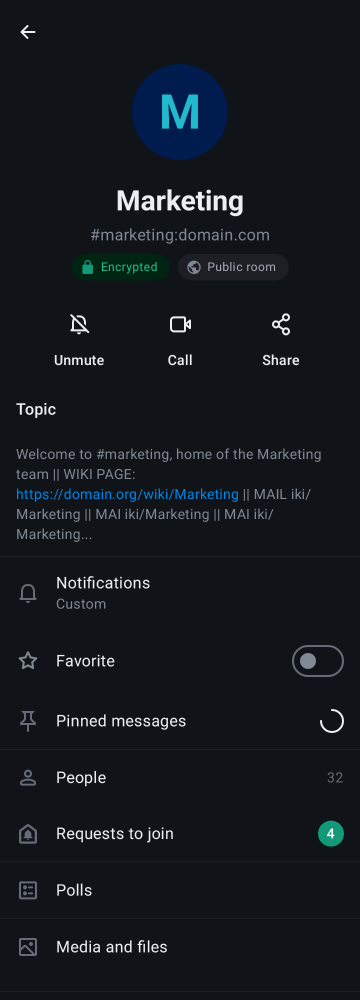 M
Marketing
#marketing:domain.com
Encrypted
Public room
Unmute
Call
Share
Topic
Welcome to #marketing, home of the Marketing
team || WIKI PAGE:
https://domain.org/wiki/Marketing || MAIL iki/
Marketing || MAI iki/Marketing || MAI iki/
Marketing...
Notifications
Custom
Favorite
Pinned messages
People
32
Requests to join
4
Polls
Media and files